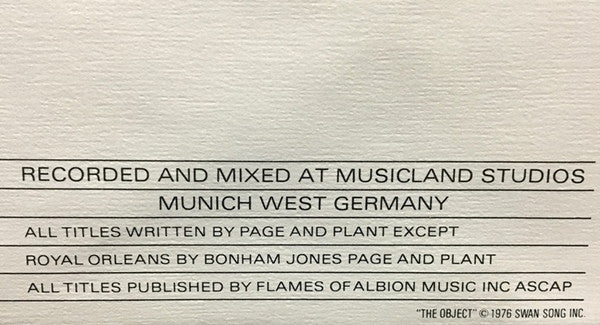 RECORDED AND MIXED AT MUSICLAND STUDIOS
MUNICH WEST GERMANY
ALL TITLES WRITTEN BY PAGE AND PLANT EXCEPT
ROYAL ORLEANS BY BONHAM JONES PAGE AND PLANT
ALL TITLES PUBLISHED BY FLAMES OF ALBION MUSIC INC ASCAP
"THE OBJECT" © 1976 SWAN SONG INC.